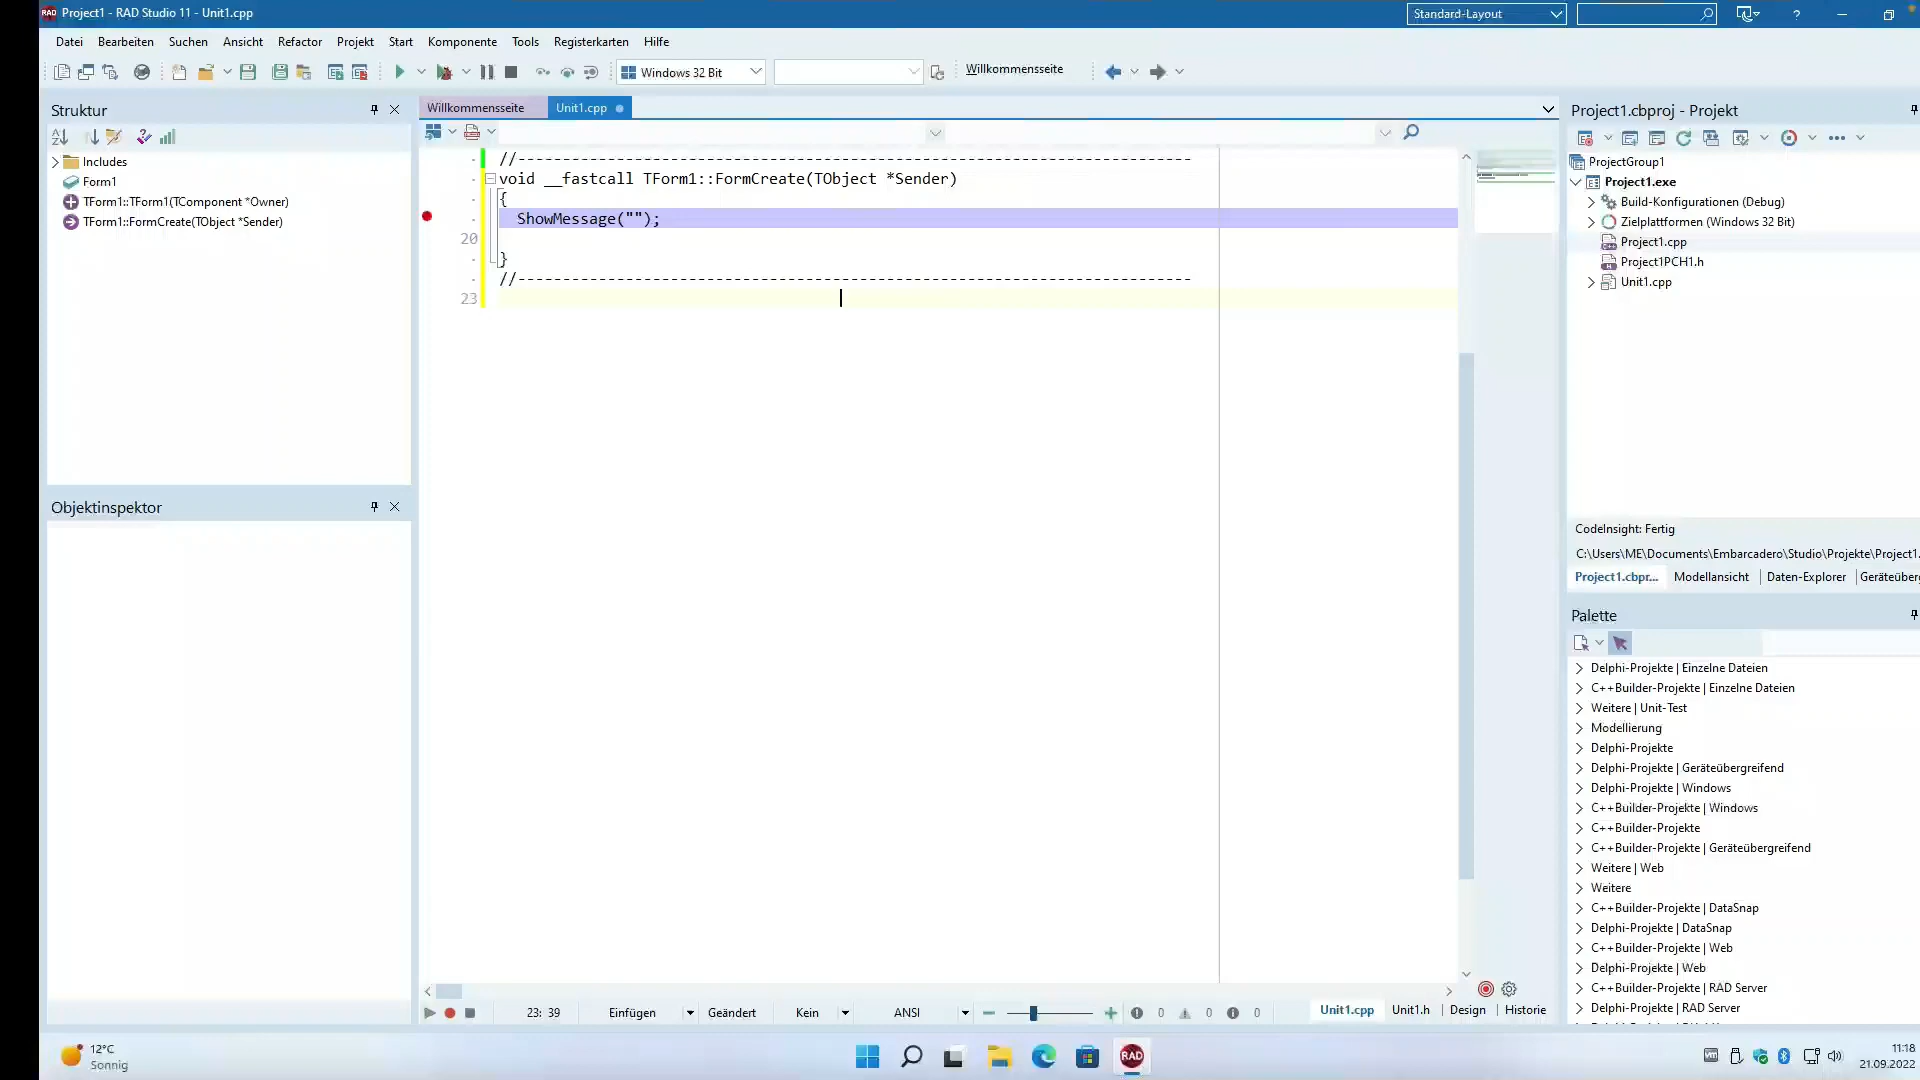 Project1 - RAD Studio 11 - Unit1.cpp
Standard-Layout
?
Datei Bearbeiten Suchen Ansicht Refactor Projekt Start Komponente Tools Registerkarten Hilfe
Windows 32 Bit
Willkommensseite
Struktur
Includes
Form1
TForm1::TForm1(TComponent *Owner)
TForm1::FormCreate(TObject *Sender)
Objektinspektor
Willkommensseite Unit1.cpp
//---------------------------------------------------------------------------
void __fastcall TForm1::FormCreate(TObject *Sender)
{
ShowMessage("");
20
}
//---------------------------------------------------------------------------
23
23: 39 Einfügen Geändert Kein ANSI 0 0 0
Unit1.cpp Unit1.h Design Historie
Project1.cbproj - Projekt
ProjectGroup1
Project1.exe
Build-Konfigurationen (Debug)
Zielplattformen (Windows 32 Bit)
Project1.cpp
Project1PCH1.h
Unit1.cpp
CodeInsight: Fertig
C:\Users\ME\Documents\Embarcadero\Studio\Projekte\Project1.
Project1.cbpr... Modellansicht Daten-Explorer Geräteüberg
Palette
Delphi-Projekte | Einzelne Dateien
C++Builder-Projekte | Einzelne Dateien
Weitere | Unit-Test
Modellierung
Delphi-Projekte
Delphi-Projekte | Geräteübergreifend
Delphi-Projekte | Windows
C++Builder-Projekte | Windows
C++Builder-Projekte
C++Builder-Projekte | Geräteübergreifend
Weitere | Web
Weitere
C++Builder-Projekte | DataSnap
Delphi-Projekte | DataSnap
C++Builder-Projekte | Web
Delphi-Projekte | Web
C++Builder-Projekte | RAD Server
Delphi-Projekte | RAD Server
12°C
Sonnig
RAD
11:18
21.09.2022